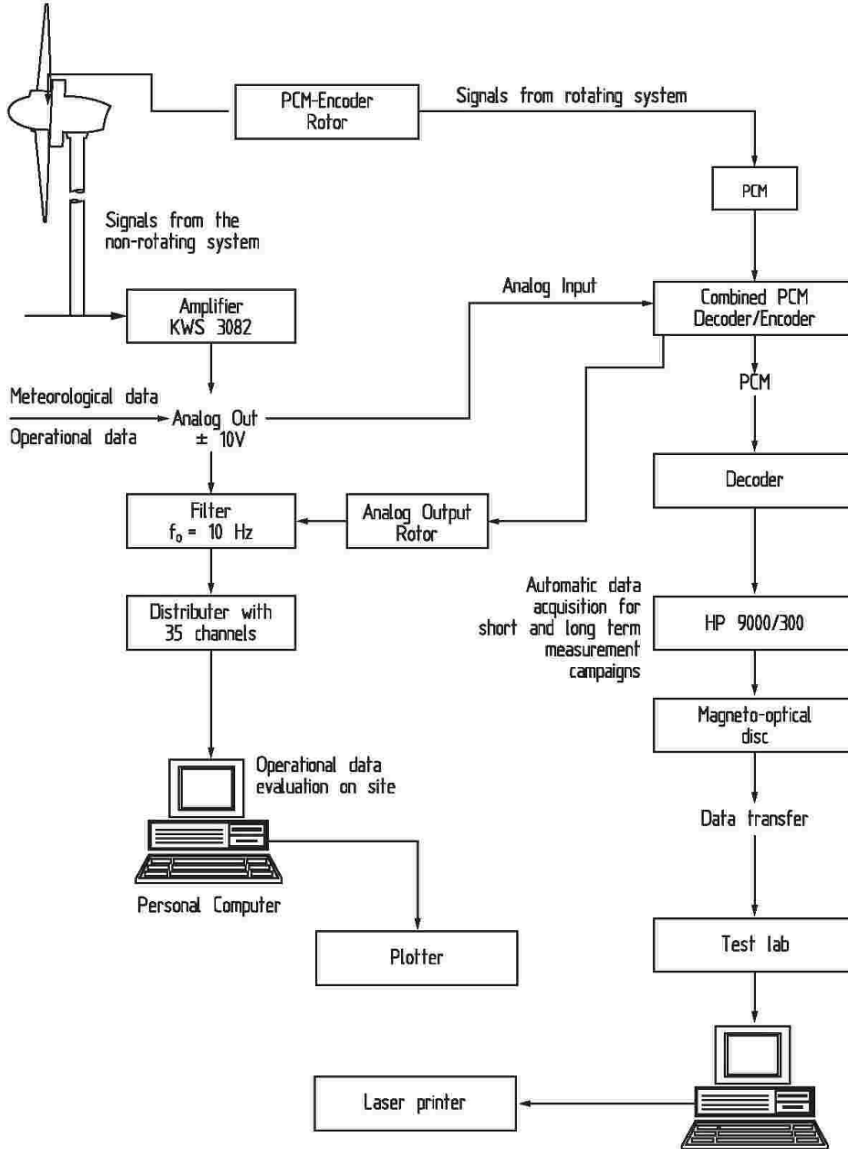 PCM-Encoder
Rotor
Signals from rotating system
PCM
Signals from the
non-rotating system
Amplifier
KWS 3082
Analog Input
Combined PCM
Decoder/Encoder
PCM
Meteorological data
Operational data
Analog Out
± 10V
Decoder
Filter
fo = 10 Hz
Analog Output
Rotor
Distributer with
35 channels
Automatic data
acquisition for
short and long term
measurement
campaigns
HP 9000/300
Magneto-optical
disc
Operational data
evaluation on site
Data transfer
Personal Computer
Plotter
Test lab
Laser printer